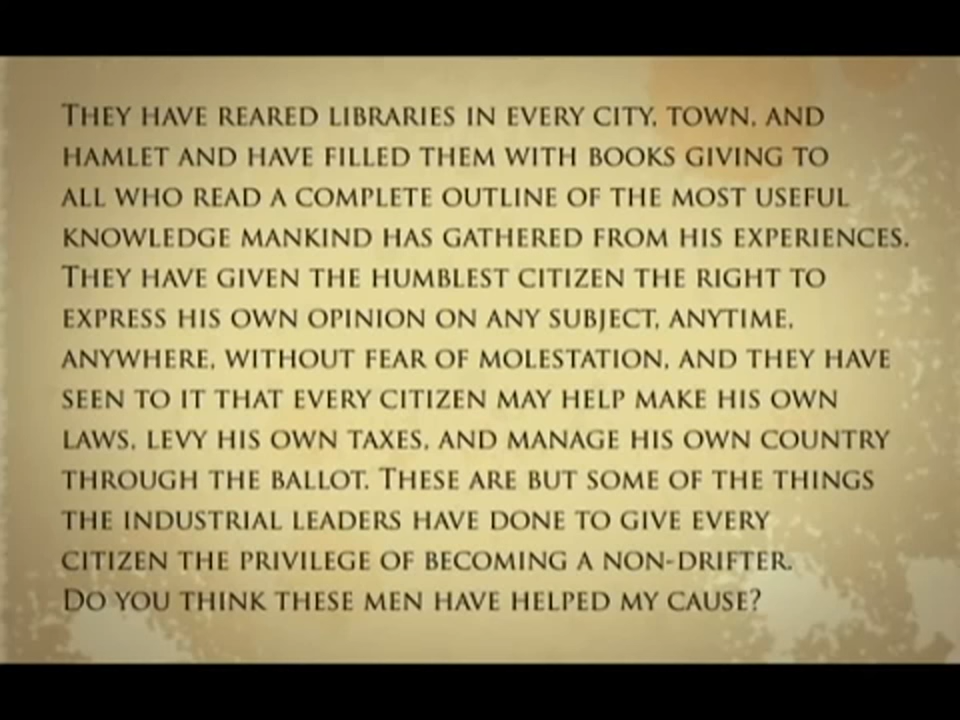 They have reared libraries in every city, town, and
hamlet and have filled them with books giving to
all who read a complete outline of the most useful
knowledge mankind has gathered from his experiences.
They have given the humblest citizen the right to
express his own opinion on any subject, anytime,
anywhere, without fear of molestation, and they have
seen to it that every citizen may help make his own
laws, levy his own taxes, and manage his own country
through the ballot. These are but some of the things
the industrial leaders have done to give every
citizen the privilege of becoming a non-drifter.
Do you think these men have helped my cause?